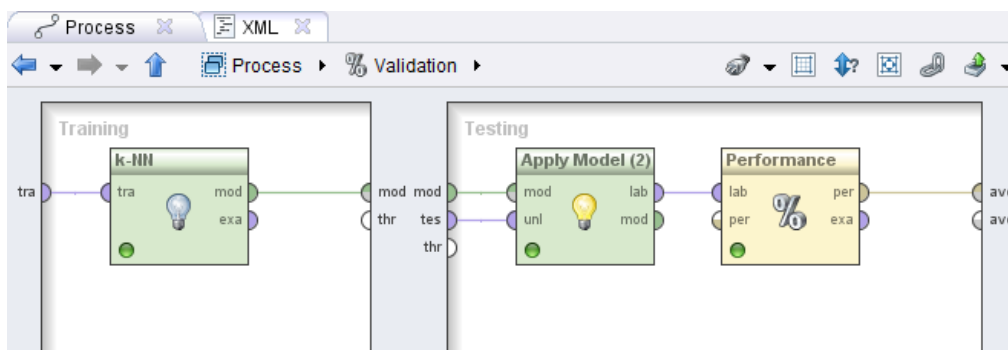 Process XML
Process Validation
Training Testing
k-NN Apply Model (2) Performance
tra tra mod mod mod mod lab lab per ave
exa thr tes unl mod per exa ave
thr